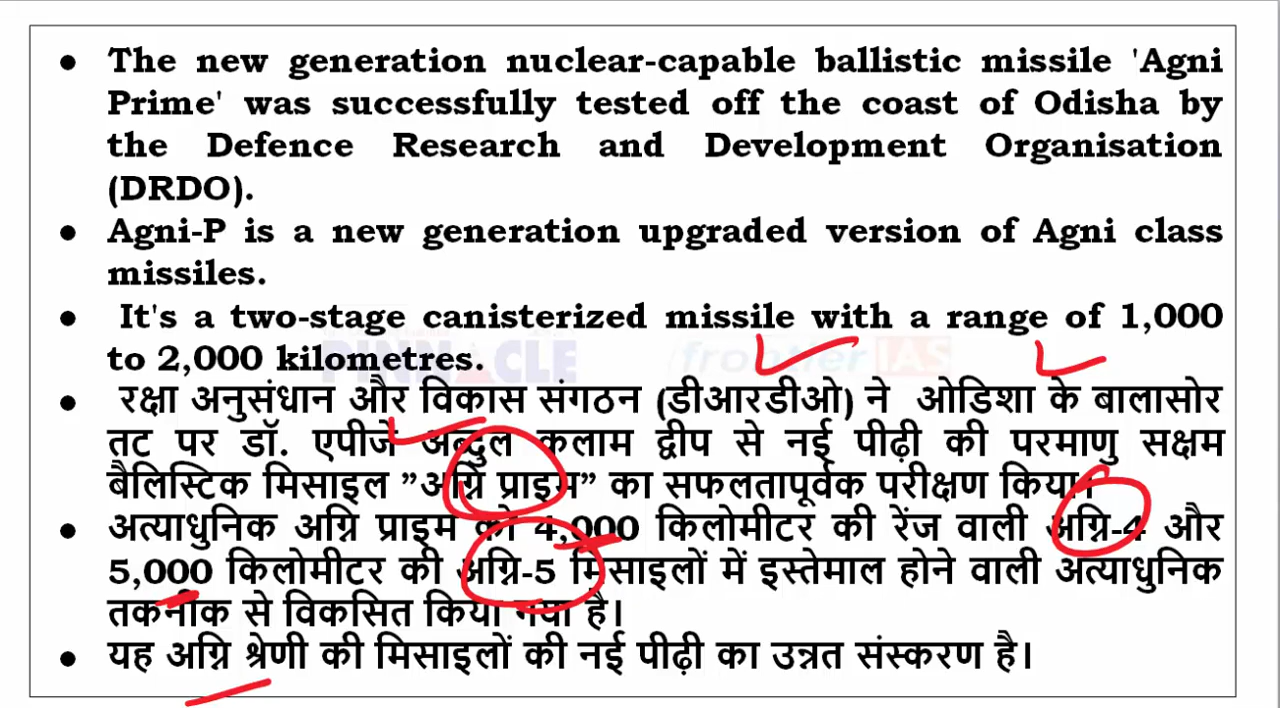 • The new generation nuclear-capable ballistic missile 'Agni
Prime' was successfully tested off the coast of Odisha by
the Defence Research and Development Organisation
(DRDO).
• Agni-P is a new generation upgraded version of Agni class
missiles.
• It's a two-stage canisterized missile with a range of 1,000
to 2,000 kilometres.
PINNACLE frontier IAS
• रक्षा अनुसंधान और विकास संगठन (डीआरडीओ) ने ओडिशा के बालासोर
तट पर डॉ. एपीजे अब्दुल कलाम द्वीप से नई पीढ़ी की परमाणु सक्षम
बैलिस्टिक मिसाइल ”अग्नि प्राइम” का सफलतापूर्वक परीक्षण किया।
• अत्याधुनिक अग्नि प्राइम को 4,000 किलोमीटर की रेंज वाली अग्नि-4 और
5,000 किलोमीटर की अग्नि-5 मिसाइलों में इस्तेमाल होने वाली अत्याधुनिक
तकनीक से विकसित किया गया है।
• यह अग्नि श्रेणी की मिसाइलों की नई पीढ़ी का उन्नत संस्करण है।